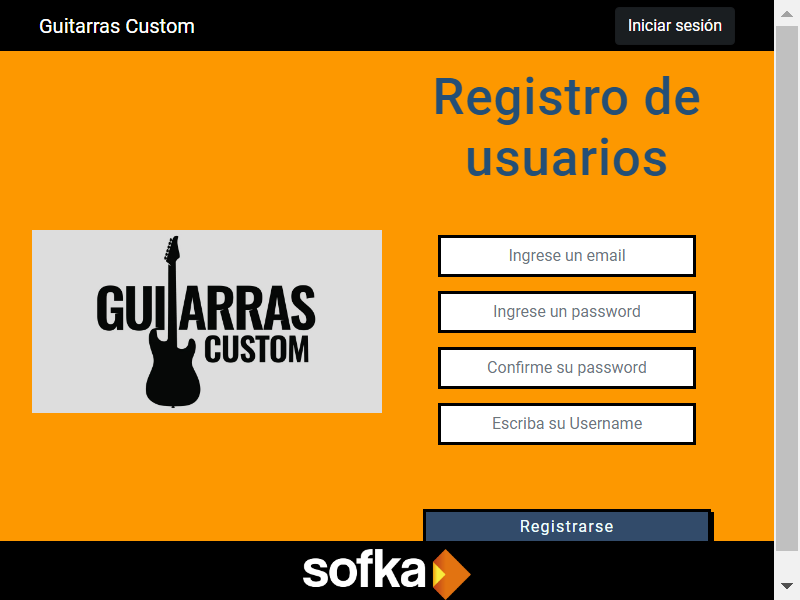 Guitarras Custom
Iniciar sesión
Registro de
usuarios
GUITARRAS
CUSTOM
Ingrese un email
Ingrese un password
Confirme su password
Escriba su Username
Registrarse
sofka